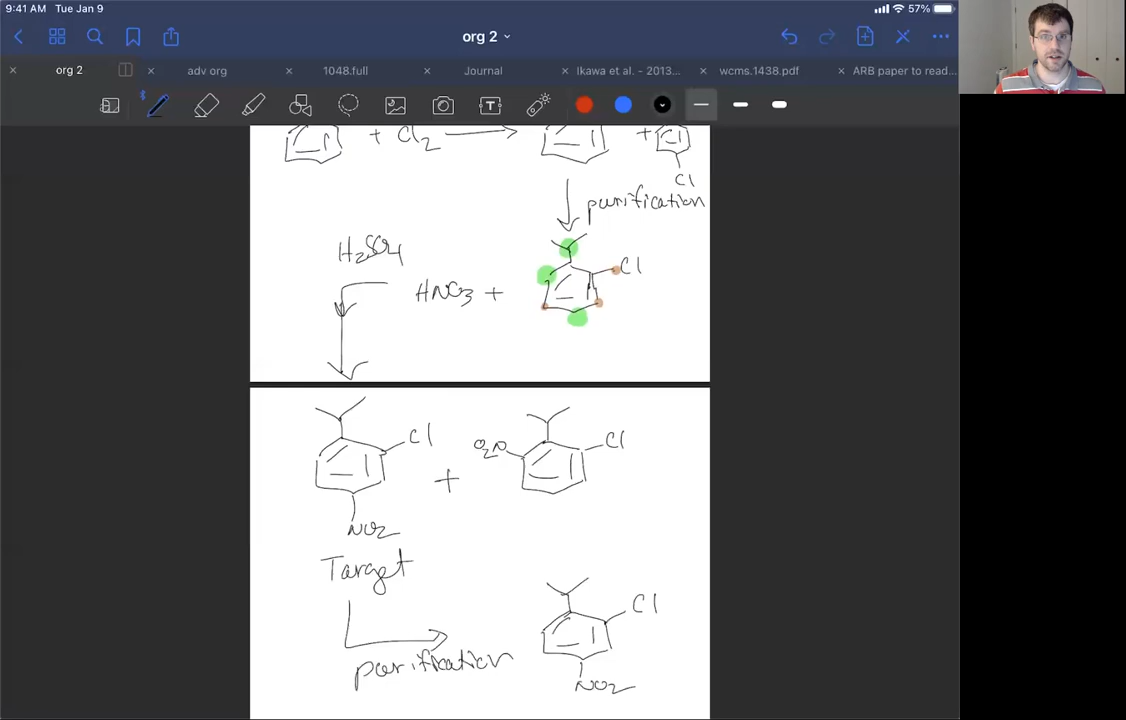 9:41 AM Tue Jan 9
57%
org 2
org 2
adv org
1048.full
Journal
Ikawa et al. - 2013...
wcms.1438.pdf
ARB paper to read...
+ Cl2
+
Cl
Cl
purification
H2SO4
HNO3 +
Cl
Cl
+
O2N
Cl
NO2
Target
purification
Cl
NO2